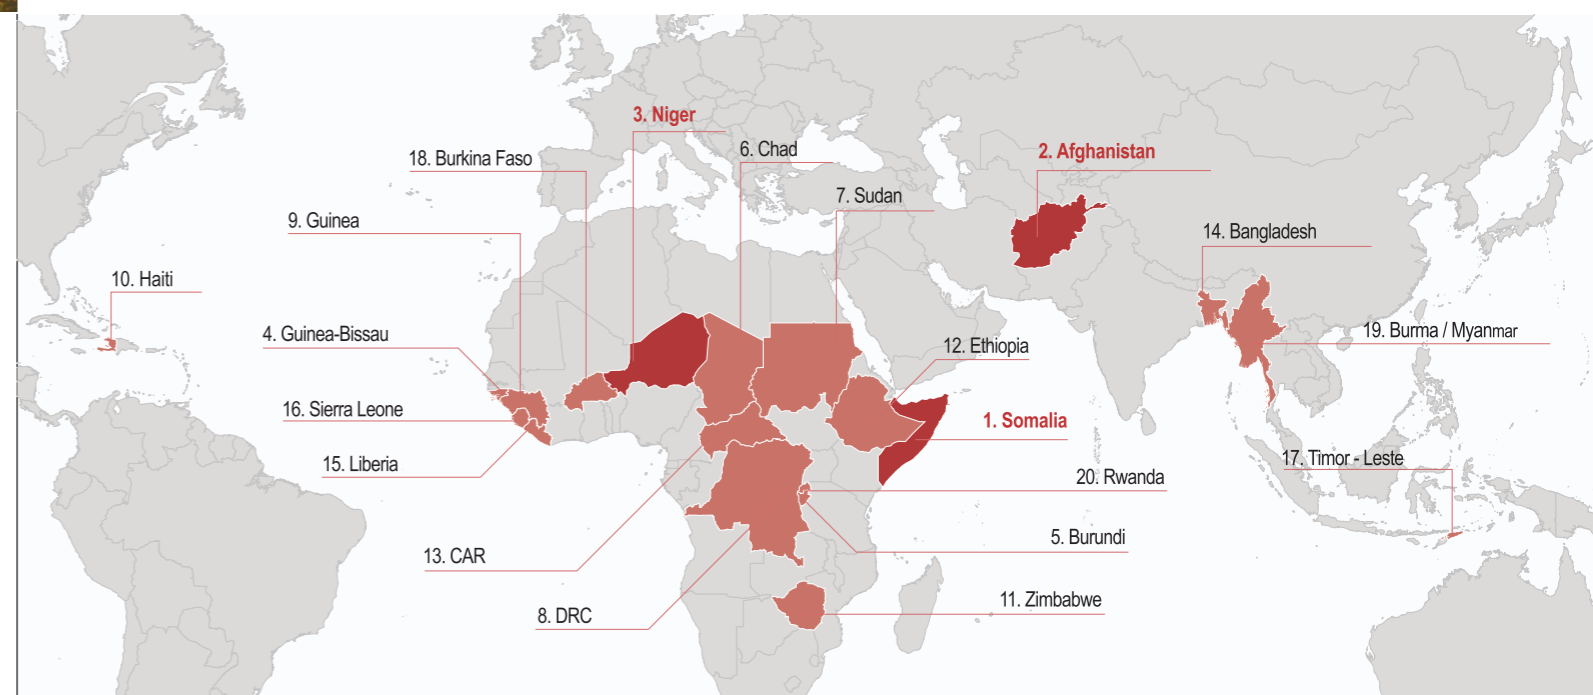 3. Niger
6. Chad
18. Burkina Faso
2. Afghanistan
7. Sudan
9. Guinea
14. Bangladesh
10. Haiti
4. Guinea-Bissau
19. Burma / Myanmar
12. Ethiopia
16. Sierra Leone
1. Somalia
15. Liberia
17. Timor - Leste
20. Rwanda
5. Burundi
13. CAR
11. Zimbabwe
8. DRC